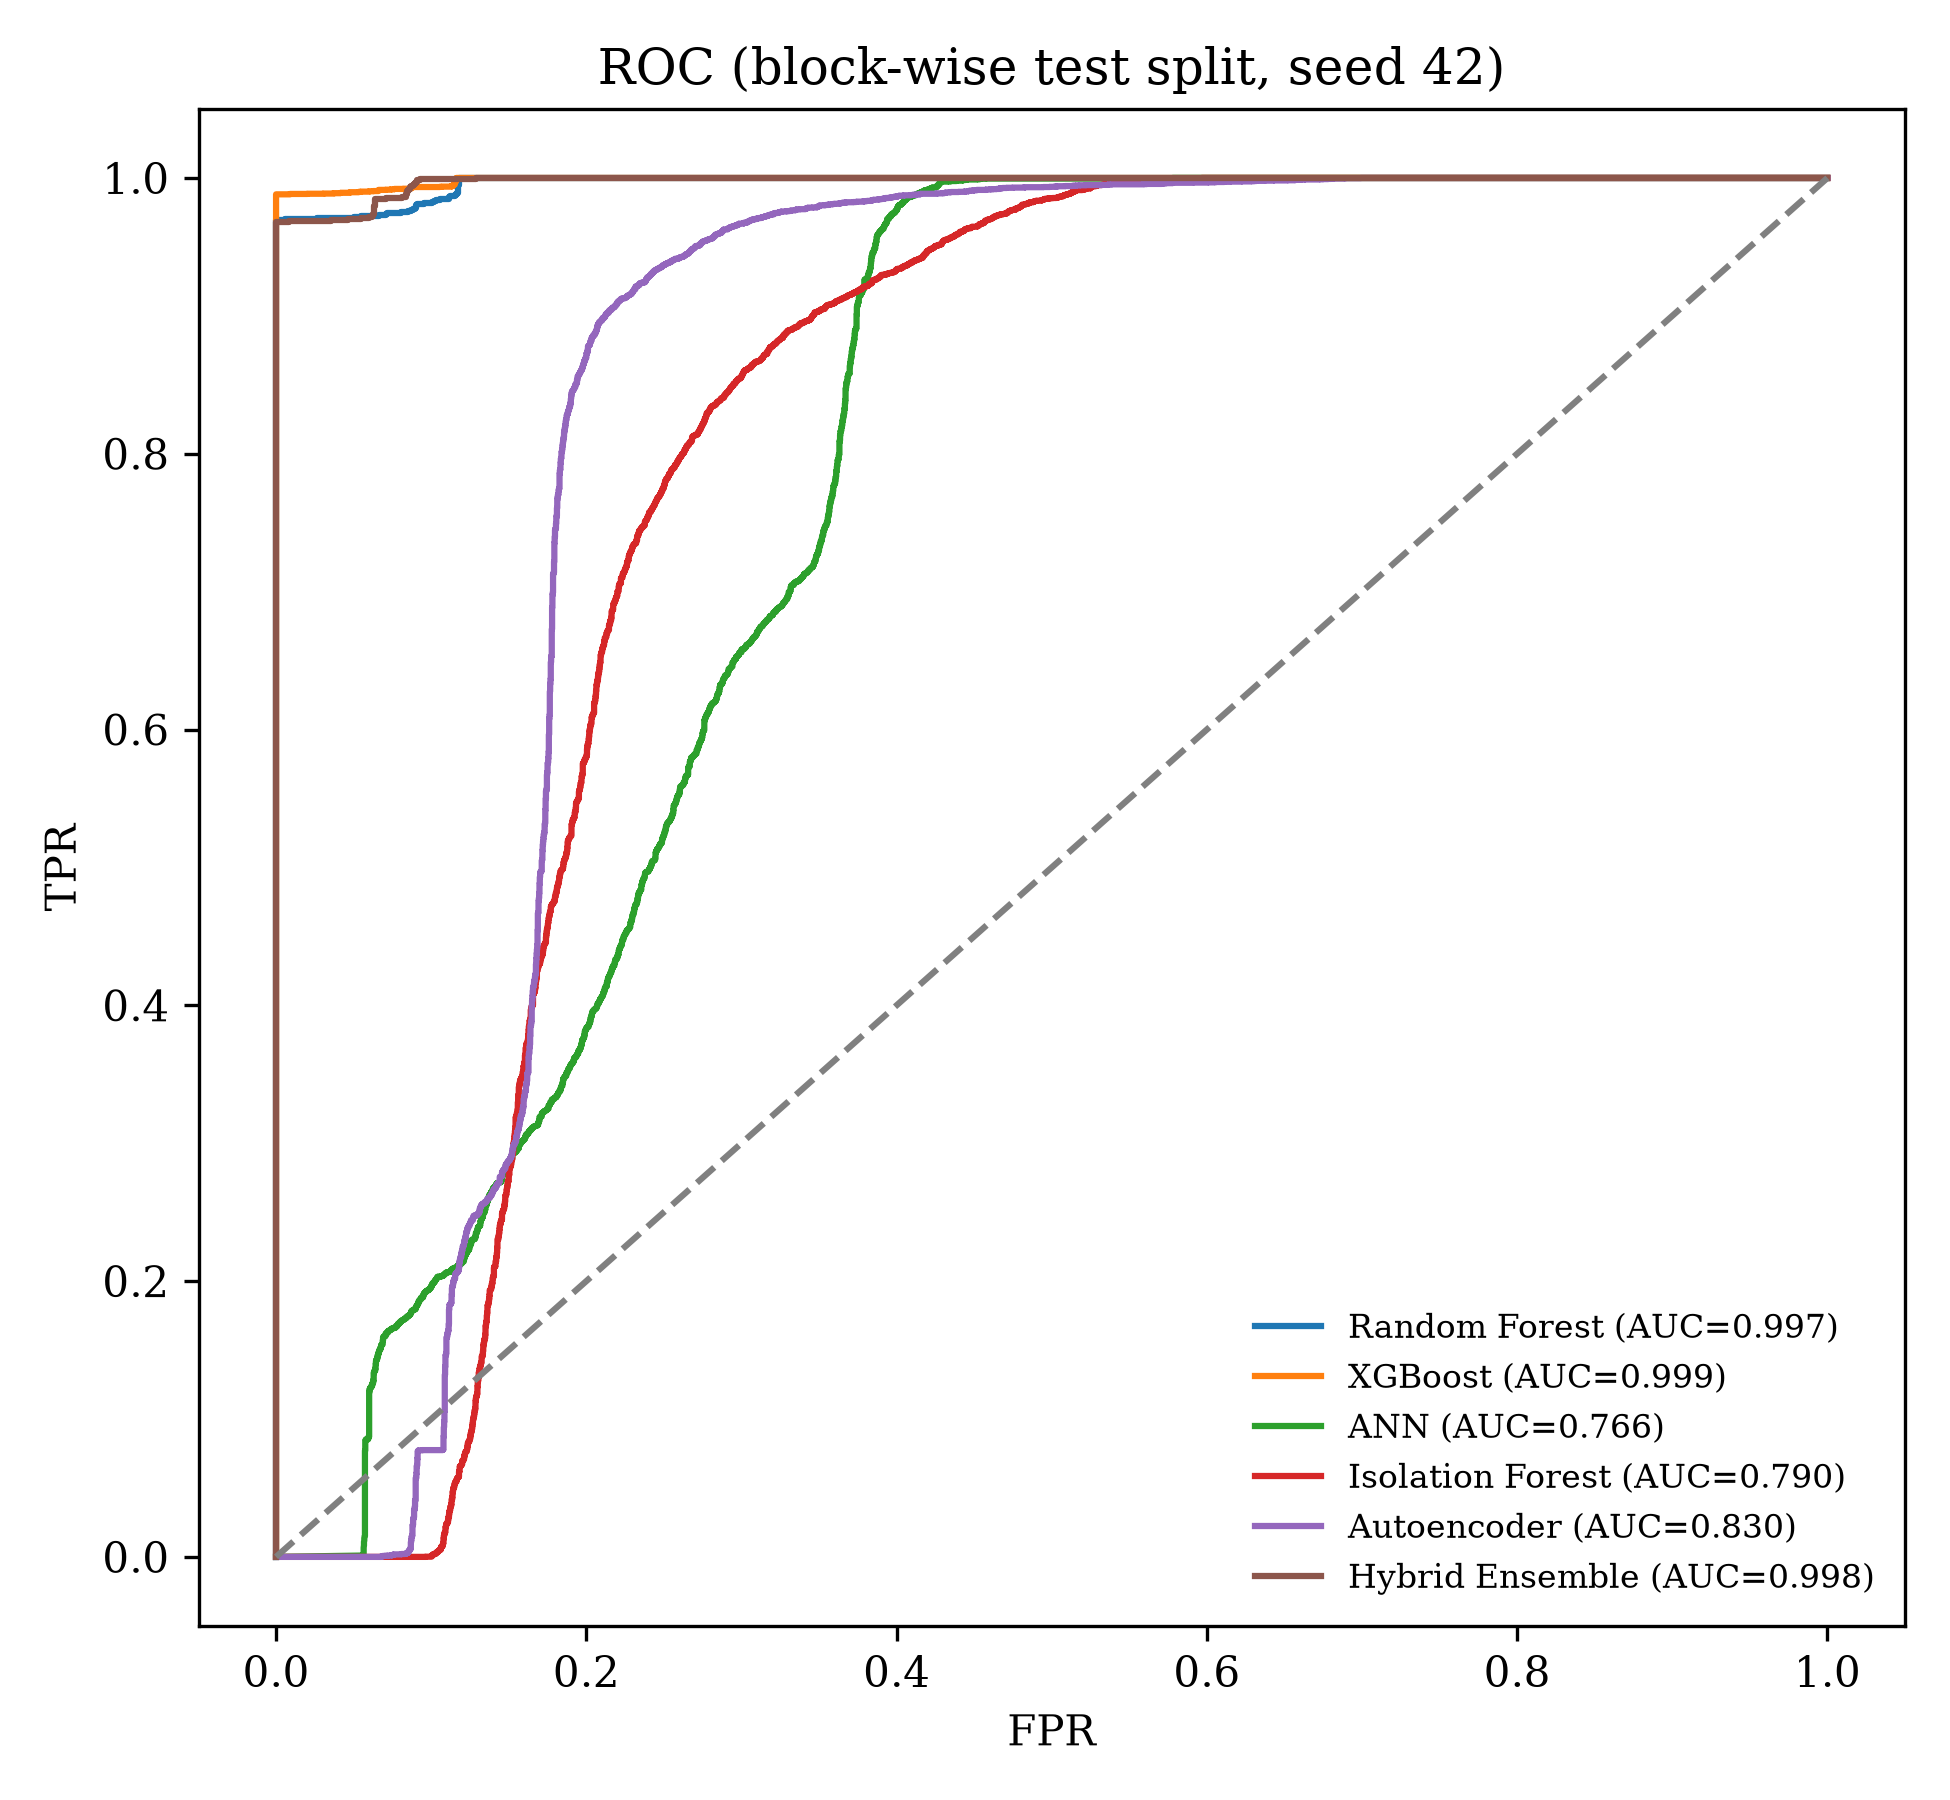 ROC (block-wise test split, seed 42)
1.0
0.8
0.6
0.4
0.2
0.0
TPR
0.0
0.2
0.4
0.6
0.8
1.0
FPR
Random Forest (AUC=0.997)
XGBoost (AUC=0.999)
ANN (AUC=0.766)
Isolation Forest (AUC=0.790)
Autoencoder (AUC=0.830)
Hybrid Ensemble (AUC=0.998)